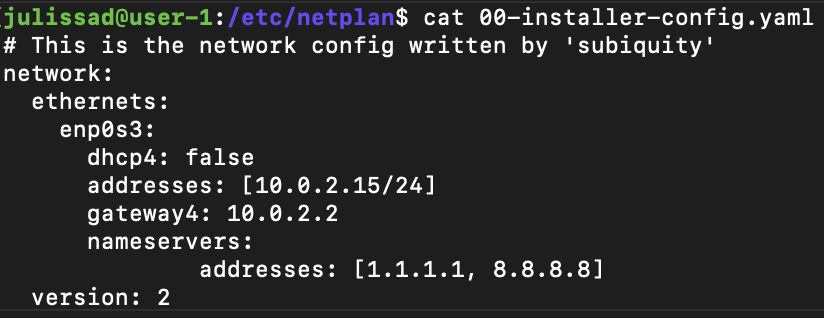 julissad@user-1:/etc/netplan$ cat 00-installer-config.yaml
# This is the network config written by 'subiquity'
network:
  ethernets:
    enp0s3:
      dhcp4: false
      addresses: [10.0.2.15/24]
      gateway4: 10.0.2.2
      nameservers:
              addresses: [1.1.1.1, 8.8.8.8]
  version: 2